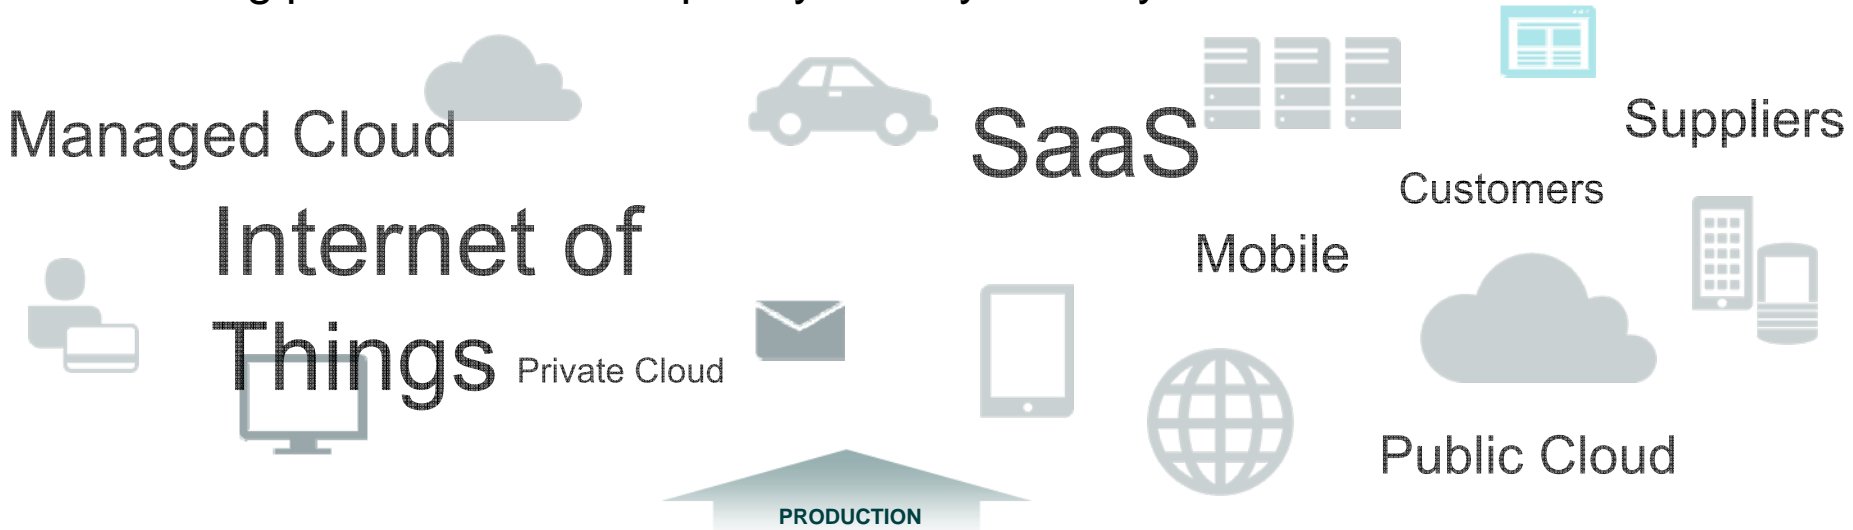 Managed Cloud
SaaS
Suppliers
Customers
Internet of
Things
Mobile
Private Cloud
Public Cloud
PRODUCTION